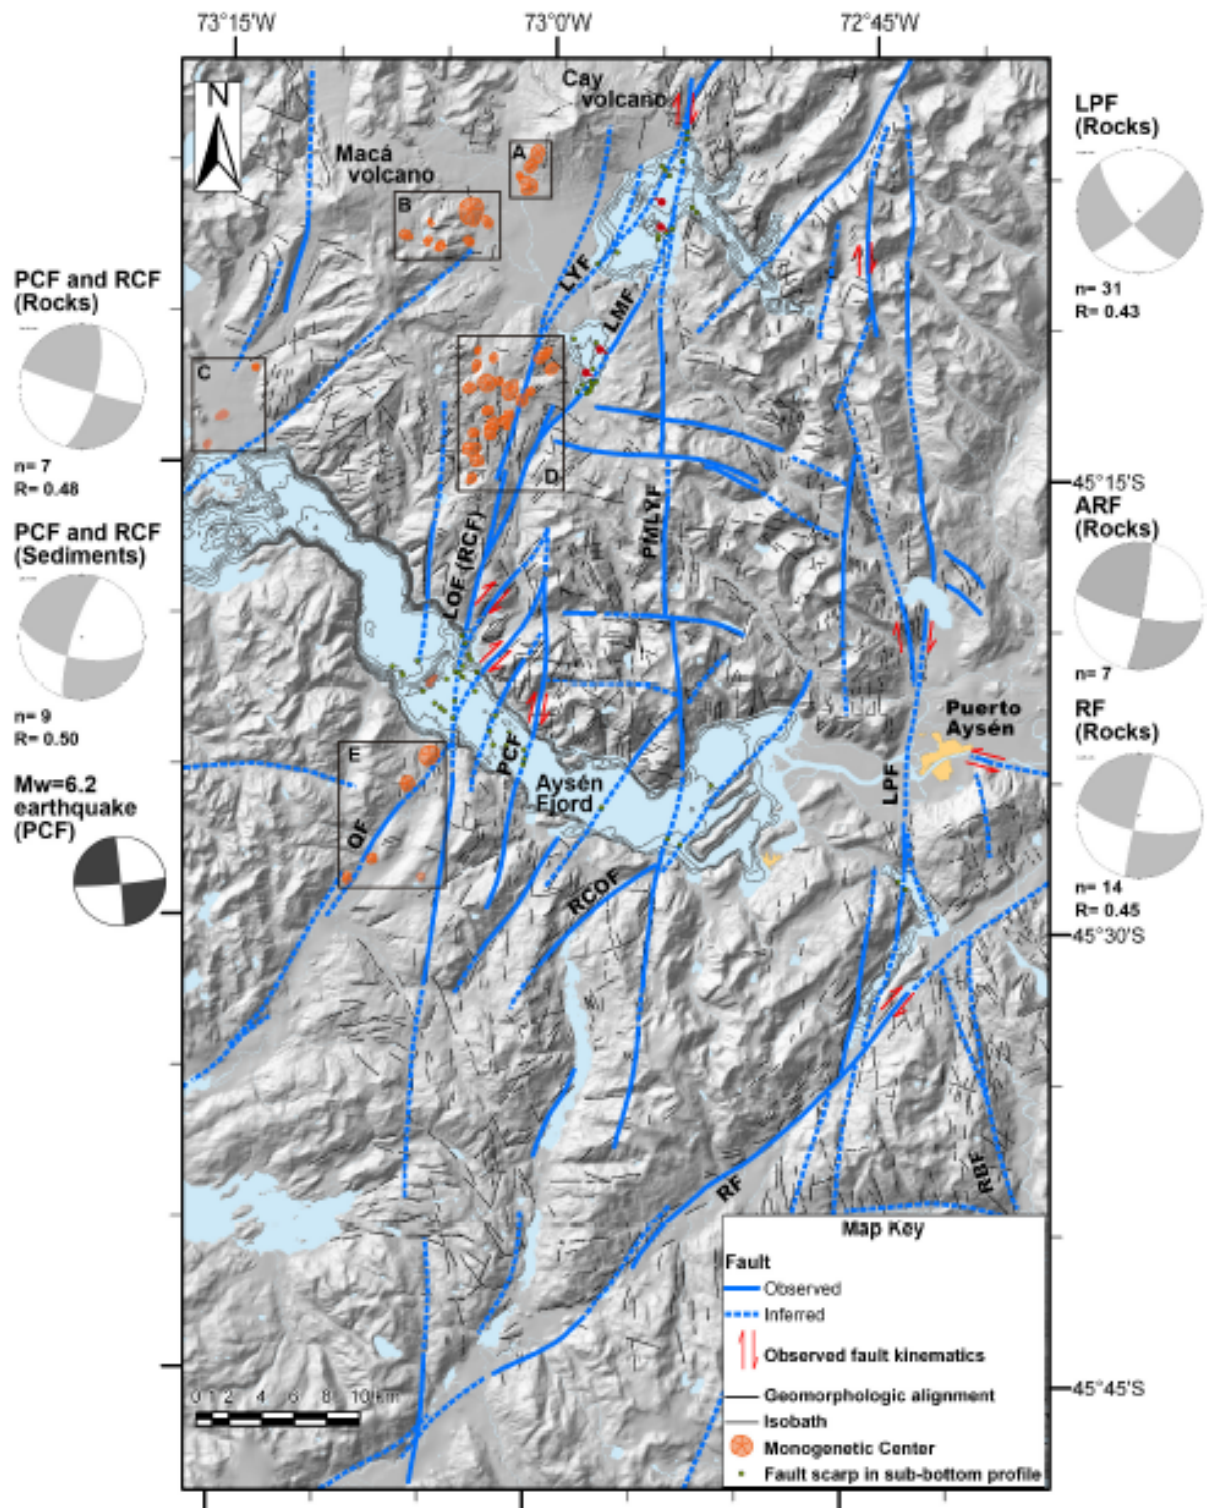 73°15'W
73°0'W
72°45'W
N
Cay
volcano
Macá
volcano
A
B
C
D
E
LYF
LMF
LOF (RCF)
PMLYF
PCF
QF
RCOF
LPF
RF
RBF
Aysén
Fjord
Puerto
Aysén
PCF and RCF
(Rocks)
n= 7
R= 0.48
PCF and RCF
(Sediments)
n= 9
R= 0.50
Mw=6.2
earthquake
(PCF)
LPF
(Rocks)
n= 31
R= 0.43
45°15'S
ARF
(Rocks)
n= 7
RF
(Rocks)
n= 14
R= 0.45
45°30'S
45°45'S
0 1 2 4 6 8 10 km
Map Key
Fault
Observed
Inferred
Observed fault kinematics
Geomorphologic alignment
Isobath
Monogenetic Center
Fault scarp in sub-bottom profile